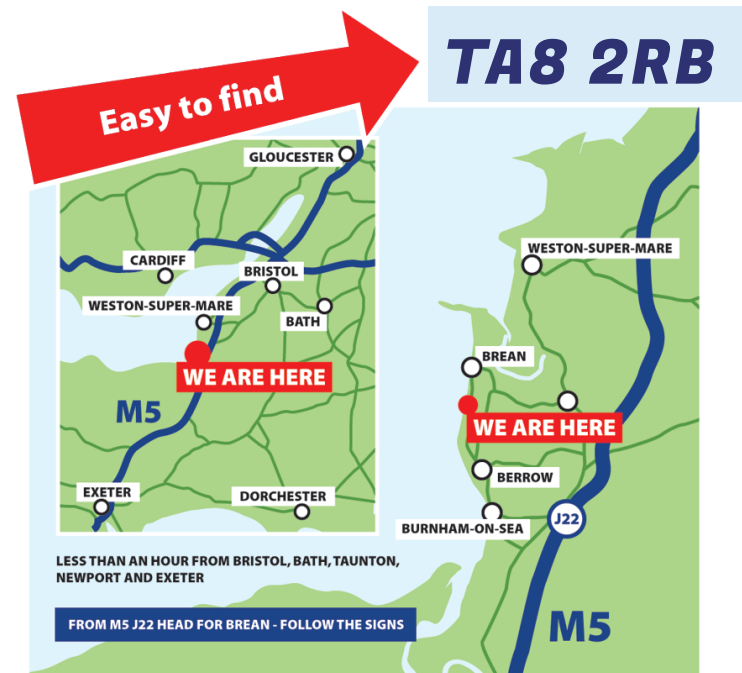 Easy to find
TA8 2RB
GLOUCESTER
CARDIFF
BRISTOL
WESTON-SUPER-MARE
BATH
WE ARE HERE
M5
EXETER
DORCHESTER
WESTON-SUPER-MARE
BREAN
WE ARE HERE
BERROW
BURNHAM-ON-SEA
J22
M5
LESS THAN AN HOUR FROM BRISTOL, BATH, TAUNTON,
NEWPORT AND EXETER
FROM M5 J22 HEAD FOR BREAN - FOLLOW THE SIGNS